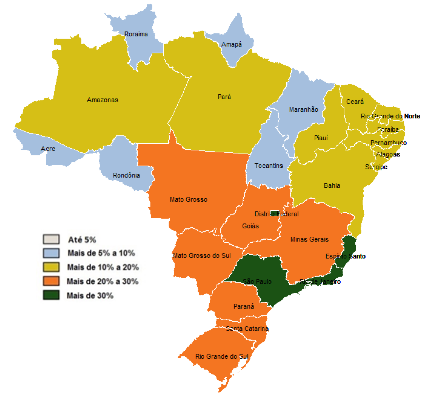 Roraima
Amapá
Amazonas
Pará
Maranhão
Ceará
Rio Grande do Norte
Paraíba
Piauí
Pernambuco
Acre
Alagoas
Rondônia
Tocantins
Sergipe
Bahia
Mato Grosso
Distrito Federal
Goiás
Minas Gerais
Mato Grosso do Sul
Espírito Santo
São Paulo
Rio de Janeiro
Paraná
Santa Catarina
Rio Grande do Sul
Até 5%
Mais de 5% a 10%
Mais de 10% a 20%
Mais de 20% a 30%
Mais de 30%